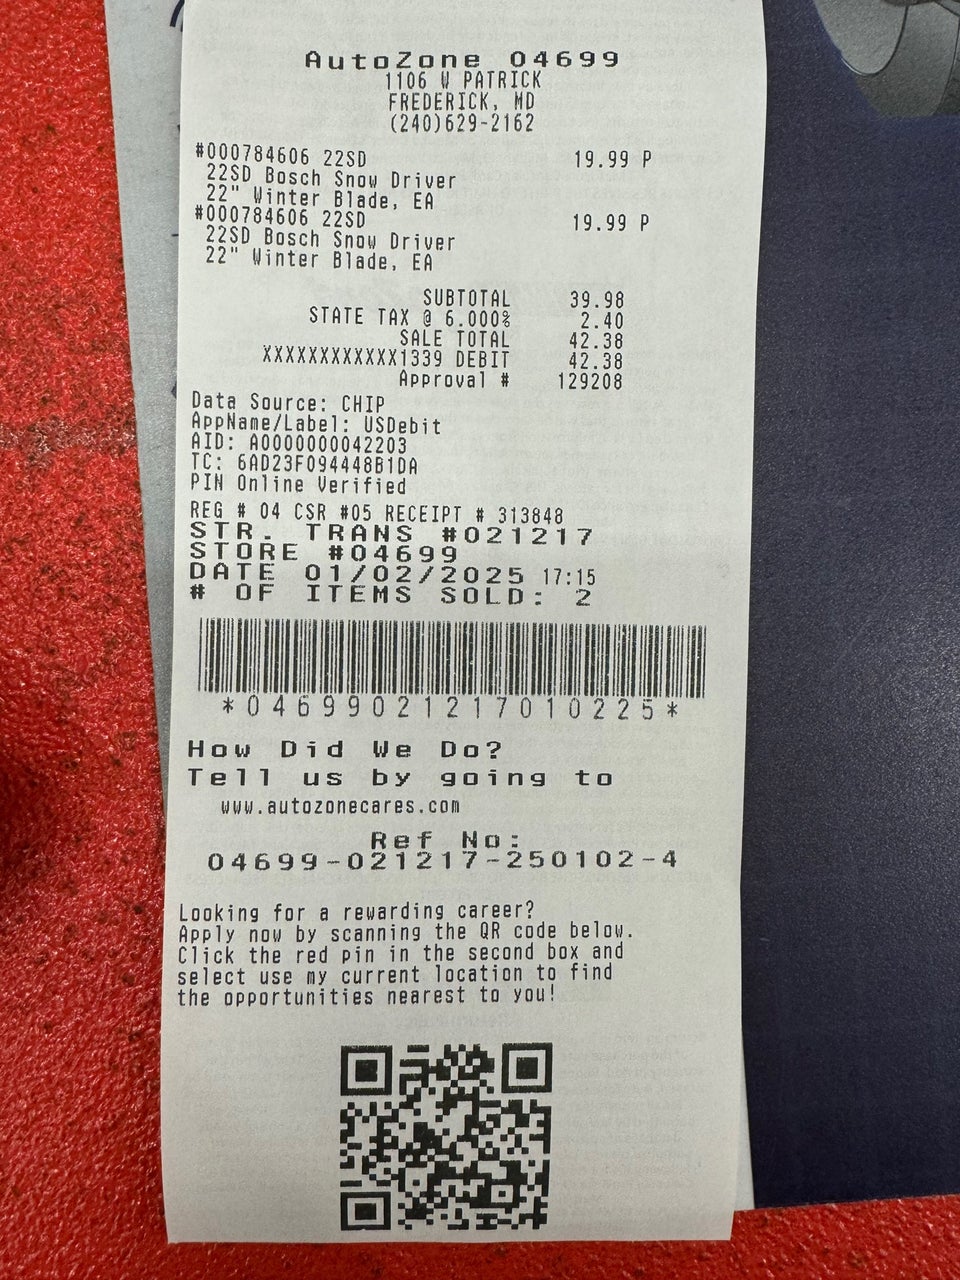 AutoZone 04699
1106 W PATRICK
FREDERICK, MD
(240)629-2162
#000784606 22SD 19.99 P
22SD Bosch Snow Driver
22" Winter Blade, EA
#000784606 22SD 19.99 P
22SD Bosch Snow Driver
22" Winter Blade, EA
SUBTOTAL 39.98
STATE TAX @ 6.000% 2.40
SALE TOTAL 42.38
XXXXXXXXXXXX1339 DEBIT 42.38
Approval # 129208
Data Source: CHIP
AppName/Label: USDebit
AID: A0000000042203
TC: 6AD23F094448B1DA
PIN Online Verified
REG # 04 CSR #05 RECEIPT # 313848
STR. TRANS #021217
STORE #04699
DATE 01/02/2025 17:15
# OF ITEMS SOLD: 2
*04699021217010225*
How Did We Do?
Tell us by going to
www.autozonecares.com
Ref No:
04699-021217-250102-4
Looking for a rewarding career?
Apply now by scanning the QR code below.
Click the red pin in the second box and
select use my current location to find
the opportunities nearest to you!